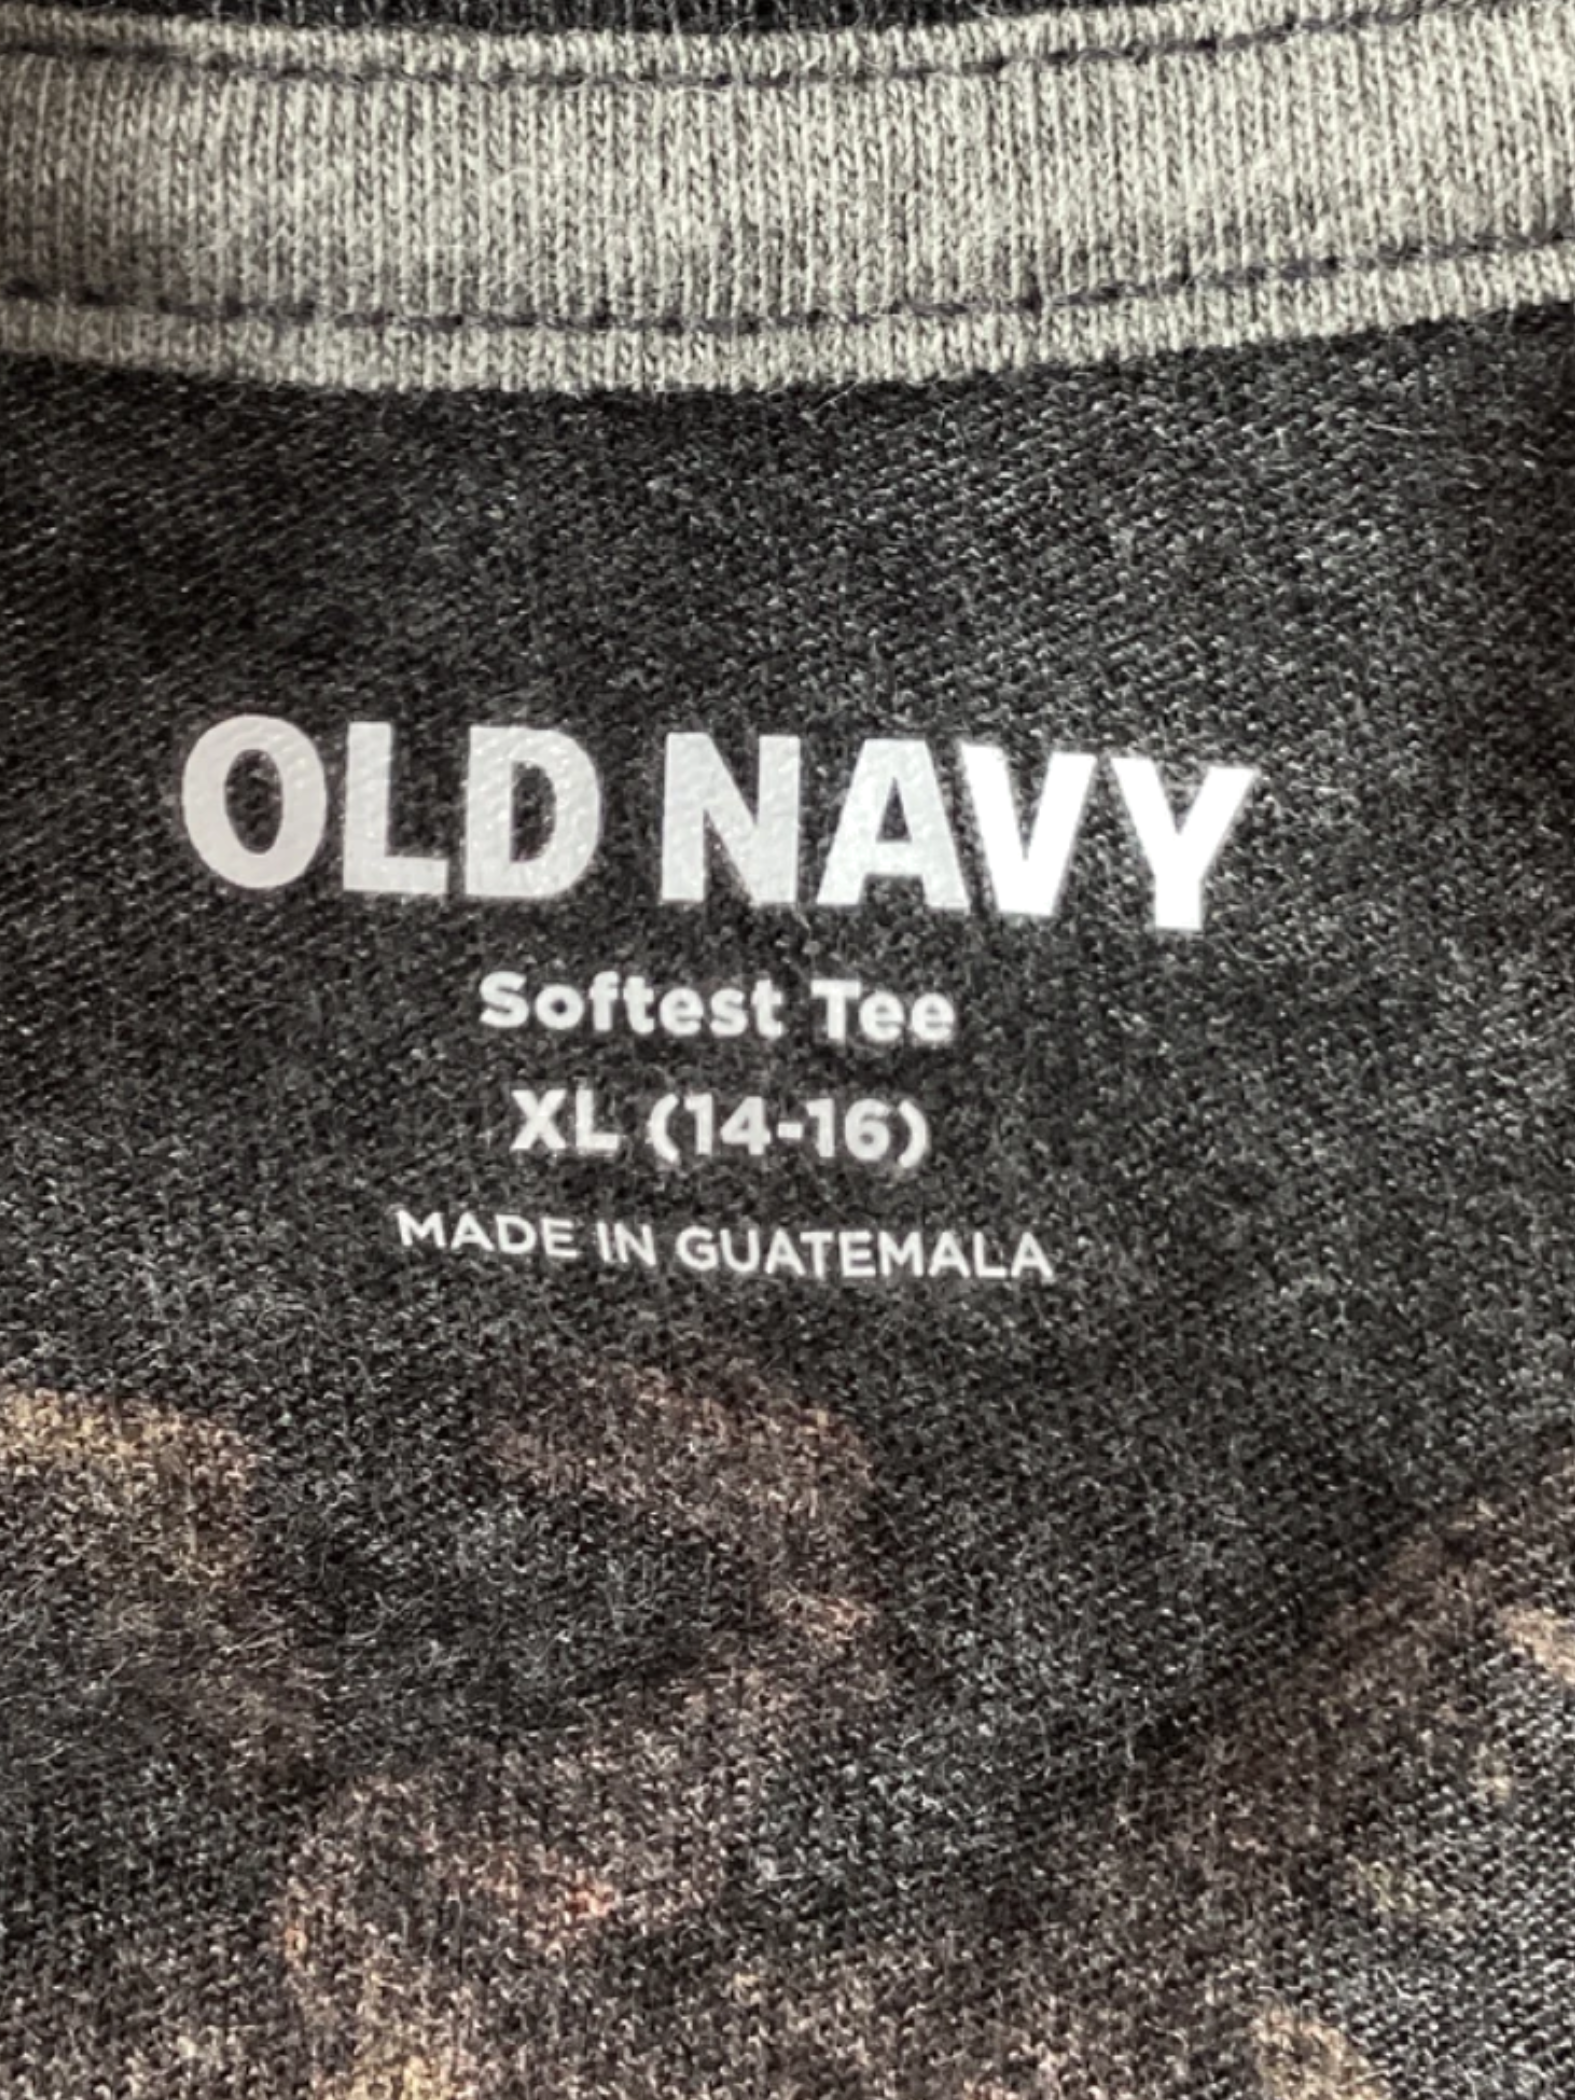 OLD NAVY
Softest Tee
XL (14-16)
MADE IN GUATEMALA